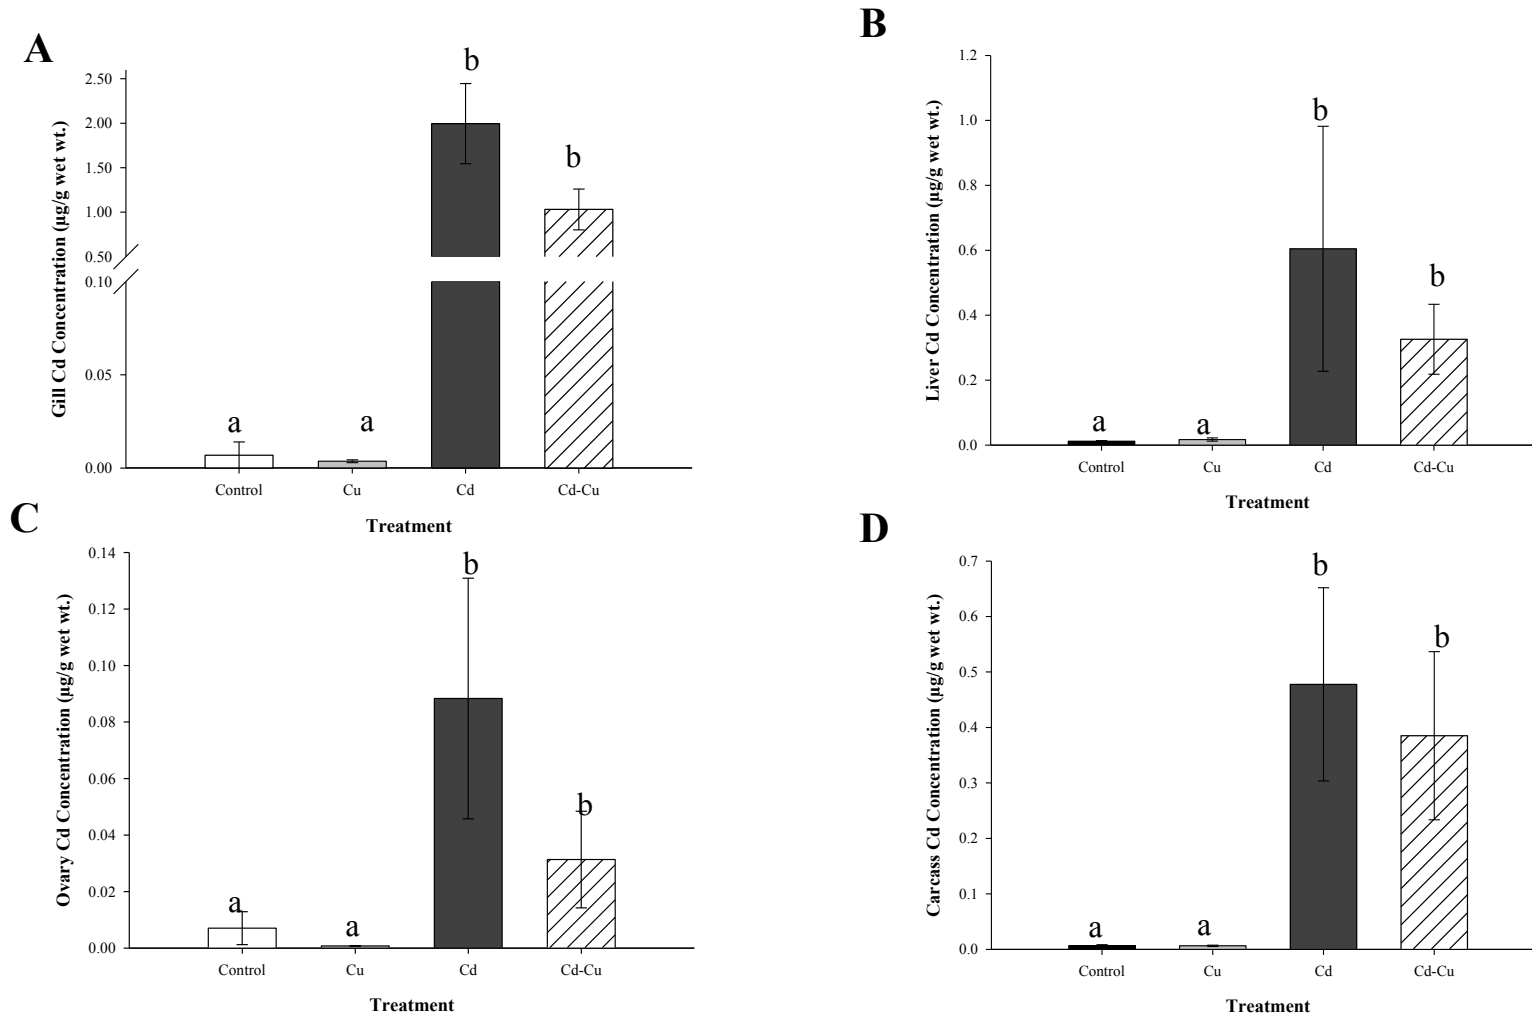 A
Gill Cd Concentration (µg/g wet wt.)
2.50
2.00
1.50
1.00
0.50
0.10
0.05
0.00
a
a
b
b
Control
Cu
Cd
Cd-Cu
Treatment
B
Liver Cd Concentration (µg/g wet wt.)
1.2
1.0
0.8
0.6
0.4
0.2
0.0
a
a
b
b
Control
Cu
Cd
Cd-Cu
Treatment
C
Ovary Cd Concentration (µg/g wet wt.)
0.14
0.12
0.10
0.08
0.06
0.04
0.02
0.00
a
a
b
b
Control
Cu
Cd
Cd-Cu
Treatment
D
Carcass Cd Concentration (µg/g wet wt.)
0.7
0.6
0.5
0.4
0.3
0.2
0.1
0.0
a
a
b
b
Control
Cu
Cd
Cd-Cu
Treatment